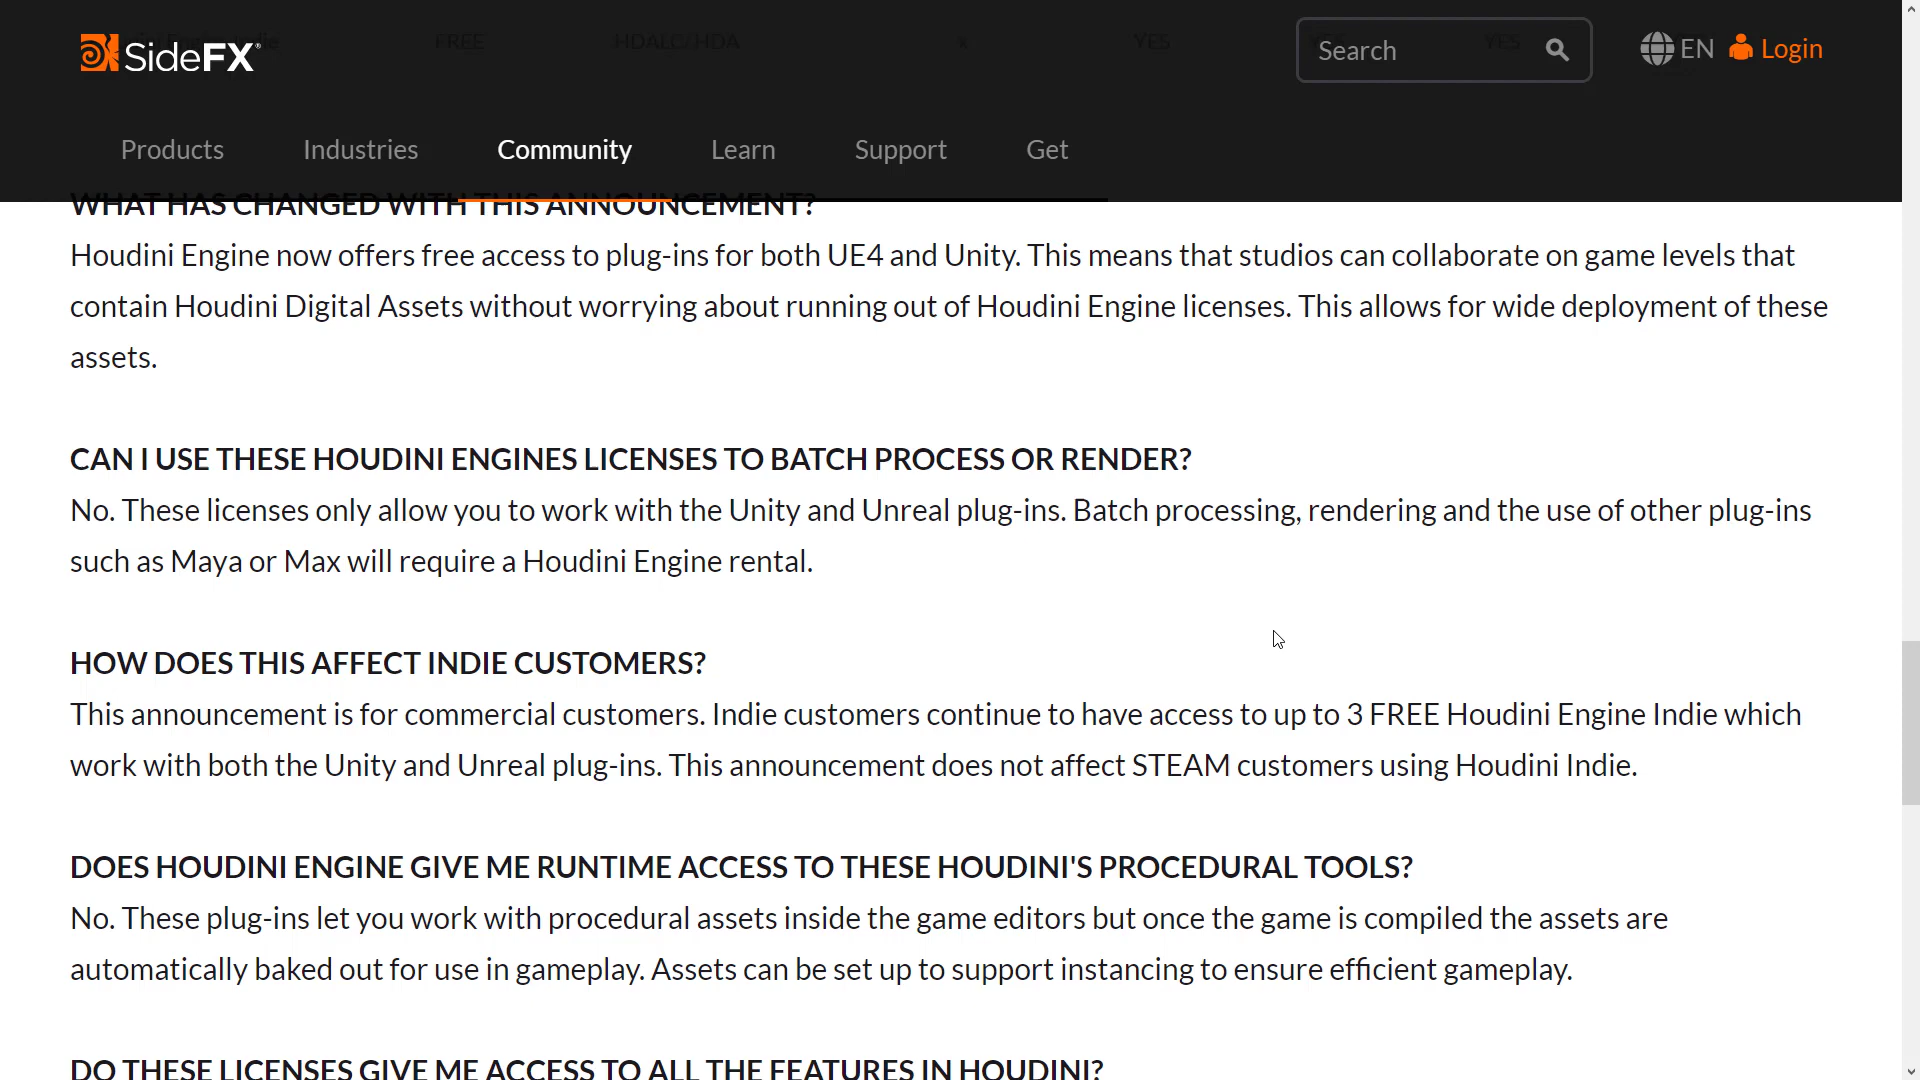 FREE HDALC/HDA YES YES YES
SideFX®
Search
EN
Login
Products
Industries
Community
Learn
Support
Get
WHAT HAS CHANGED WITH THIS ANNOUNCEMENT?
Houdini Engine now offers free access to plug-ins for both UE4 and Unity. This means that studios can collaborate on game levels that
contain Houdini Digital Assets without worrying about running out of Houdini Engine licenses. This allows for wide deployment of these
assets.
CAN I USE THESE HOUDINI ENGINES LICENSES TO BATCH PROCESS OR RENDER?
No. These licenses only allow you to work with the Unity and Unreal plug-ins. Batch processing, rendering and the use of other plug-ins
such as Maya or Max will require a Houdini Engine rental.
HOW DOES THIS AFFECT INDIE CUSTOMERS?
This announcement is for commercial customers. Indie customers continue to have access to up to 3 FREE Houdini Engine Indie which
work with both the Unity and Unreal plug-ins. This announcement does not affect STEAM customers using Houdini Indie.
DOES HOUDINI ENGINE GIVE ME RUNTIME ACCESS TO THESE HOUDINI'S PROCEDURAL TOOLS?
No. These plug-ins let you work with procedural assets inside the game editors but once the game is compiled the assets are
automatically baked out for use in gameplay. Assets can be set up to support instancing to ensure efficient gameplay.
DO THESE LICENSES GIVE ME ACCESS TO ALL THE FEATURES IN HOUDINI?